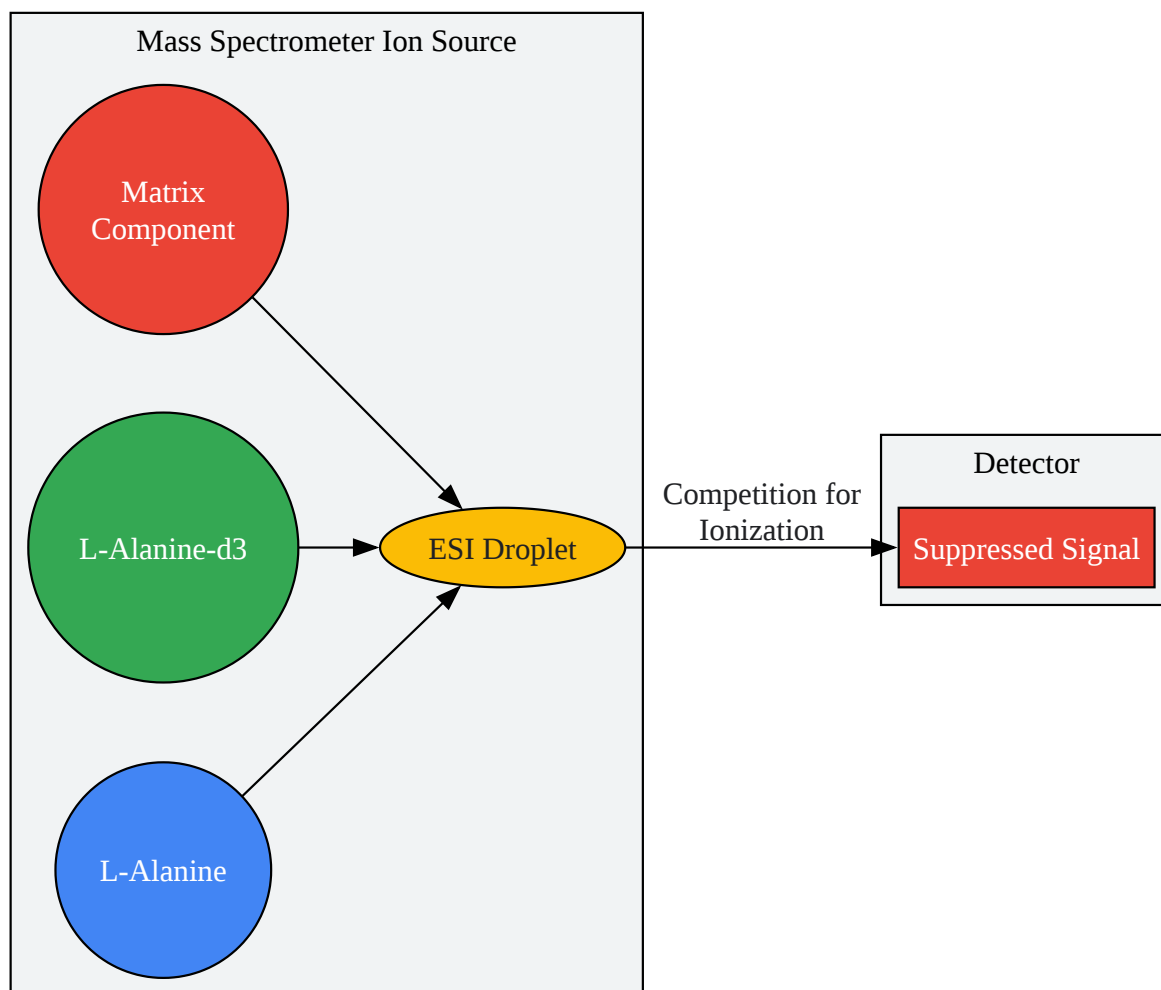 Mass Spectrometer Ion Source
Matrix
Component
L-Alanine-d3
ESI Droplet
L-Alanine
Competition for
Ionization
Detector
Suppressed Signal